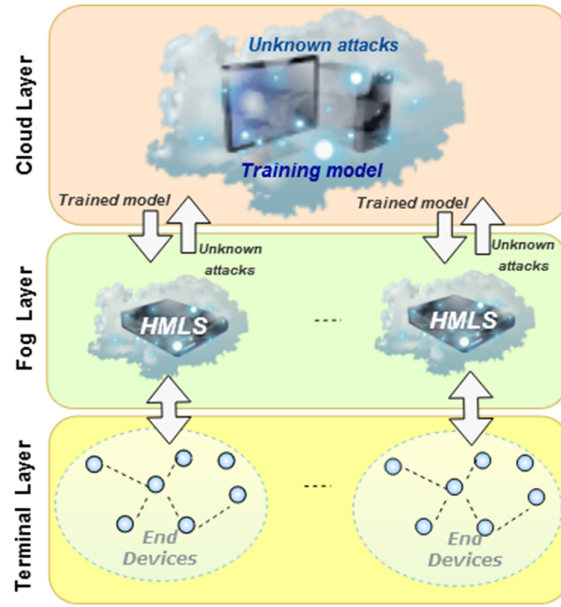 Cloud Layer
Unknown attacks
Training model
Trained model
Unknown
attacks
Trained model
Unknown
attacks
Fog Layer
HMLS
HMLS
Terminal Layer
End
Devices
End
Devices